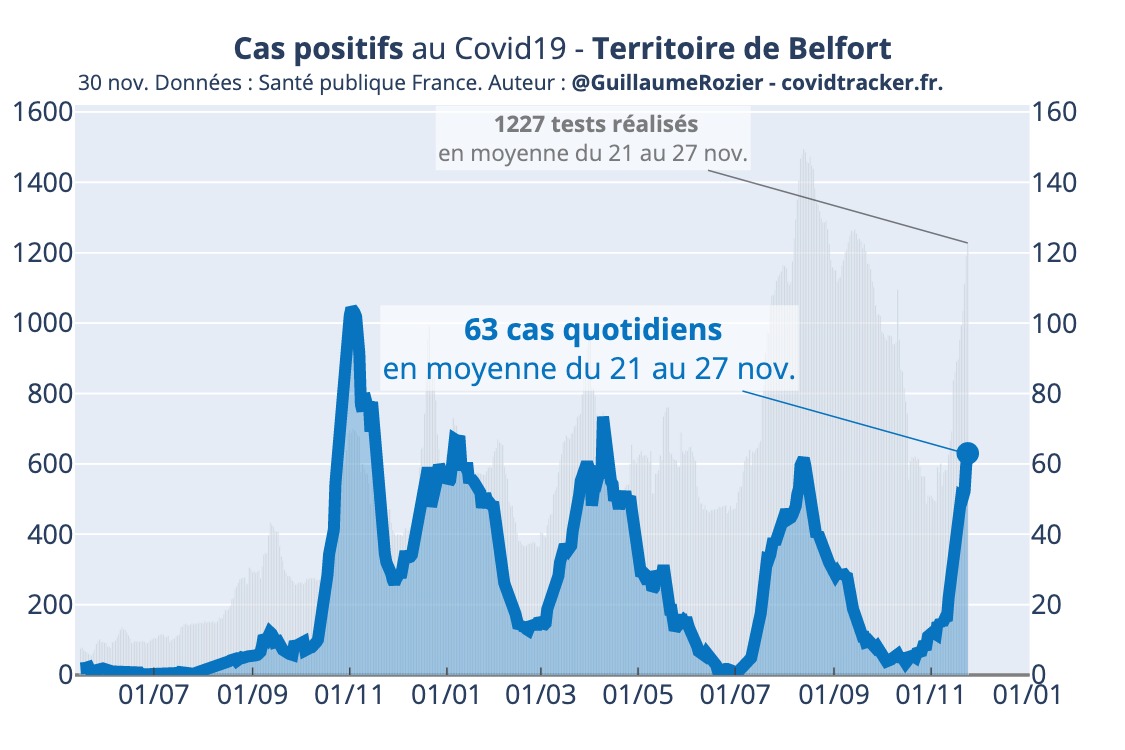 Cas positifs au Covid19 - Territoire de Belfort
30 nov. Données : Santé publique France. Auteur : @GuillaumeRozier - covidtracker.fr.
1600
1400
1200
1000
800
600
400
200
0
1227 tests réalisés
en moyenne du 21 au 27 nov.
63 cas quotidiens
en moyenne du 21 au 27 nov.
160
140
120
100
80
60
40
20
0
01/07 01/09 01/11 01/01 01/03 01/05 01/07 01/09 01/11 01/01